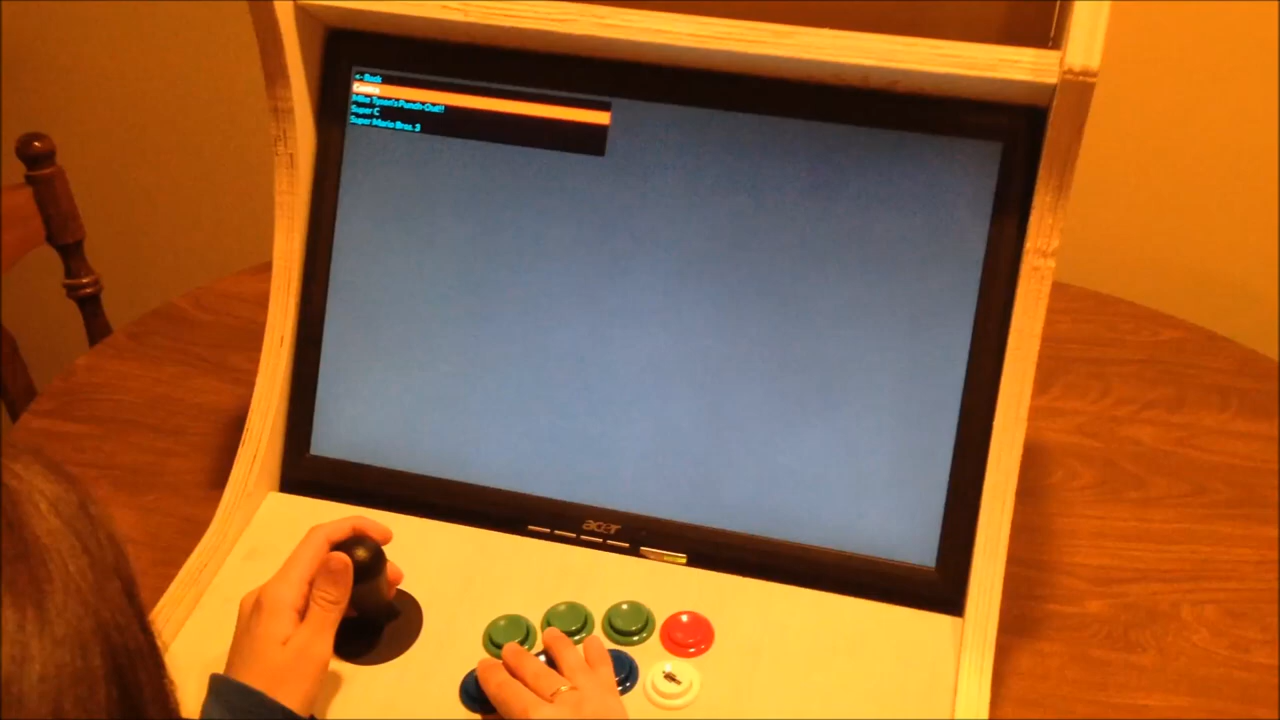 <- Back
Contra
Mike Tyson's Punch-Out!!
Super C
Super Mario Bros. 3
acer